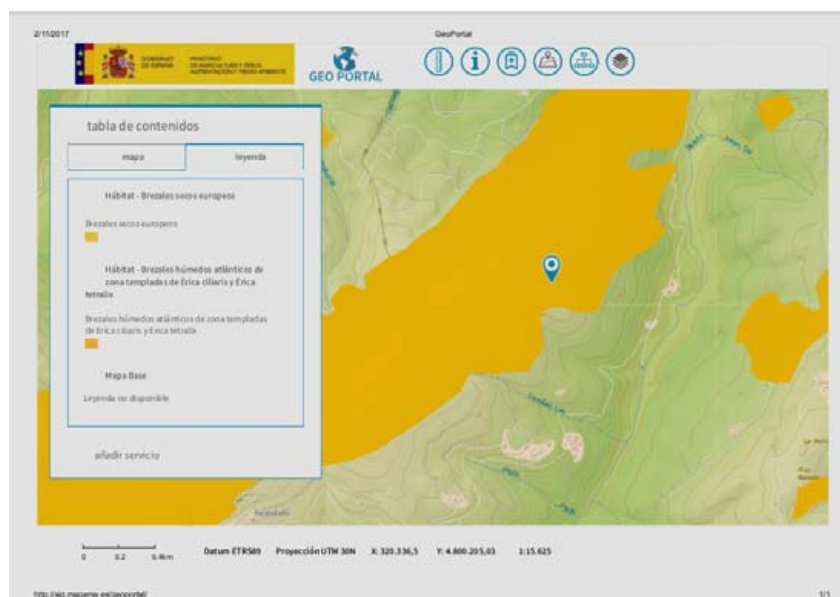 2/11/2017
GeoPortal
GOBIERNO
DE ESPAÑA
MINISTERIO
DE AGRICULTURA Y PESCA,
ALIMENTACIÓN Y MEDIO AMBIENTE
GEO PORTAL
tabla de contenidos
mapa
leyenda
Hábitat - Brezales secos europeos
Brezales secos europeos
Hábitat - Brezales húmedos atlánticos de
zona templadas de Erica ciliaris y Erica
tetralix
Brezales húmedos atlánticos de zona templadas
de Erica ciliaris y Erica tetralix
Mapa Base
Leyenda no disponible
añadir servicio
0 0.2 0.4km
Datum ETRS89 Proyección UTM 30N X: 320.336,5 Y: 4.800.205,03 1:15.625
http://sig.mapama.es/geoportal/
1/1